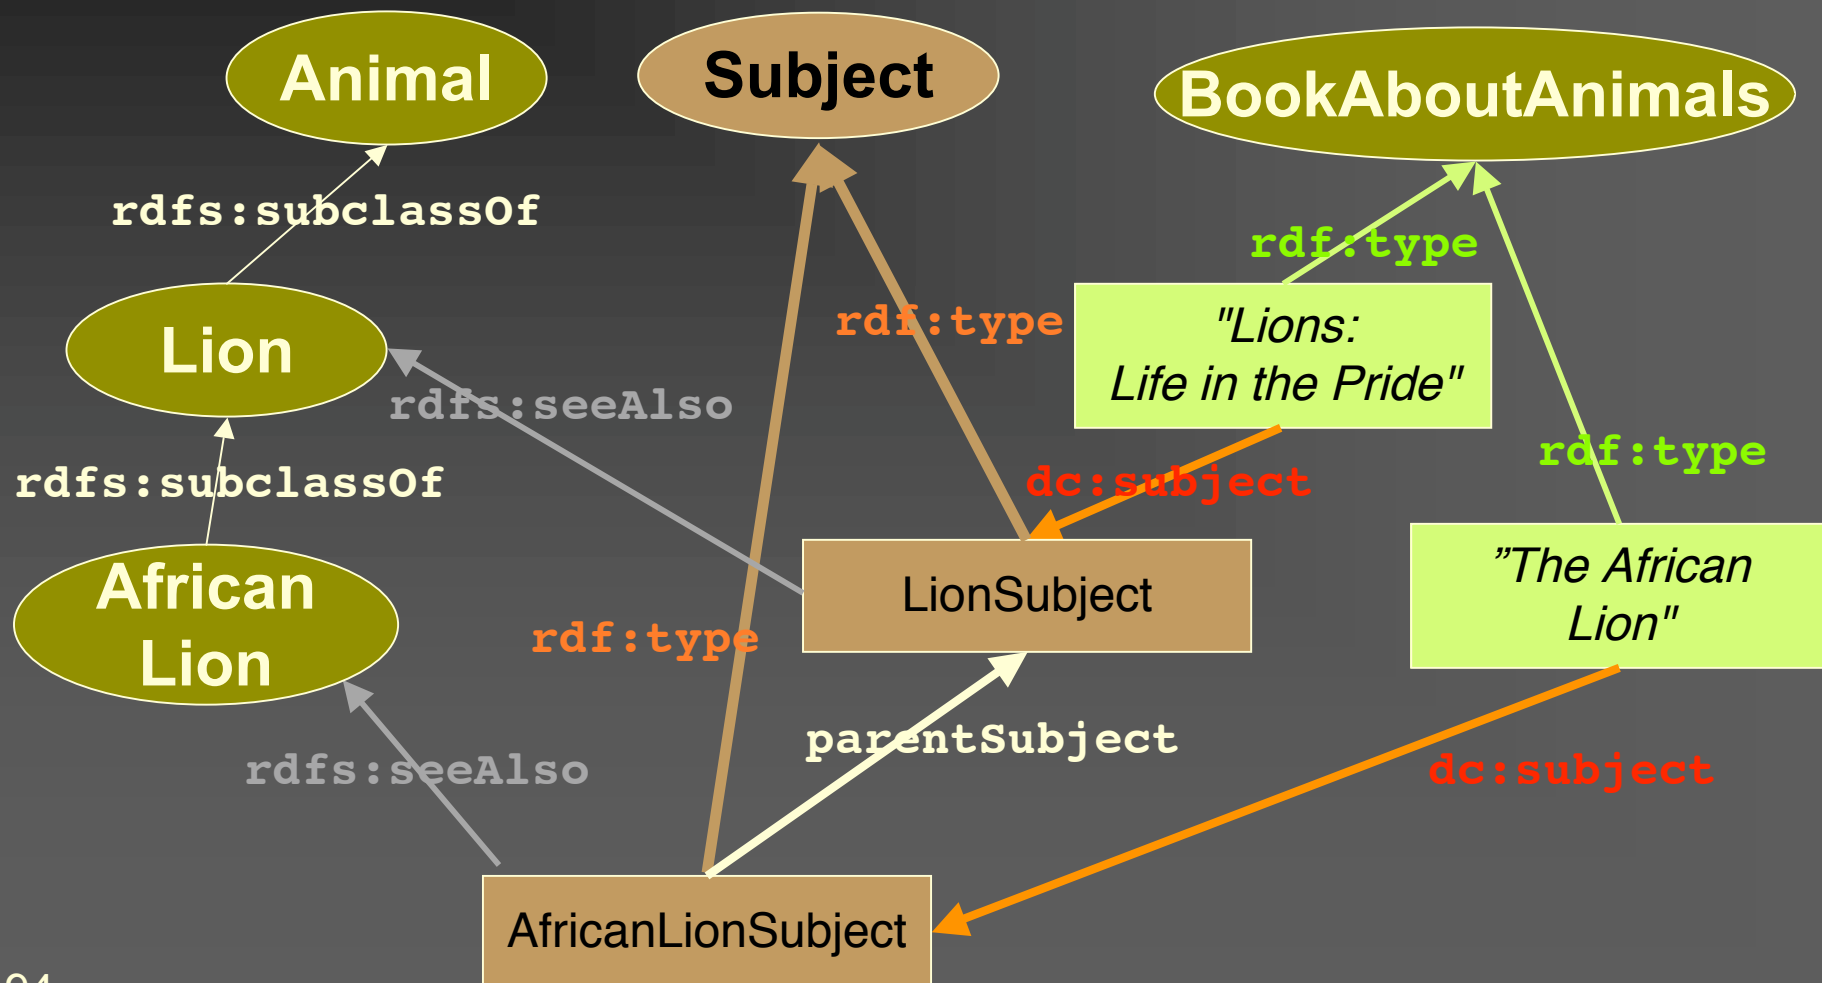 Animal
Subject
BookAboutAnimals
rdfs:subclassOf
rdf:type
Lion
rdf:type
"Lions:
Life in the Pride"
rdfs:seeAlso
rdf:type
rdfs:subclassOf
dc:subject
African
Lion
LionSubject
”The African
Lion"
rdf:type
parentSubject
rdfs:seeAlso
dc:subject
AfricanLionSubject